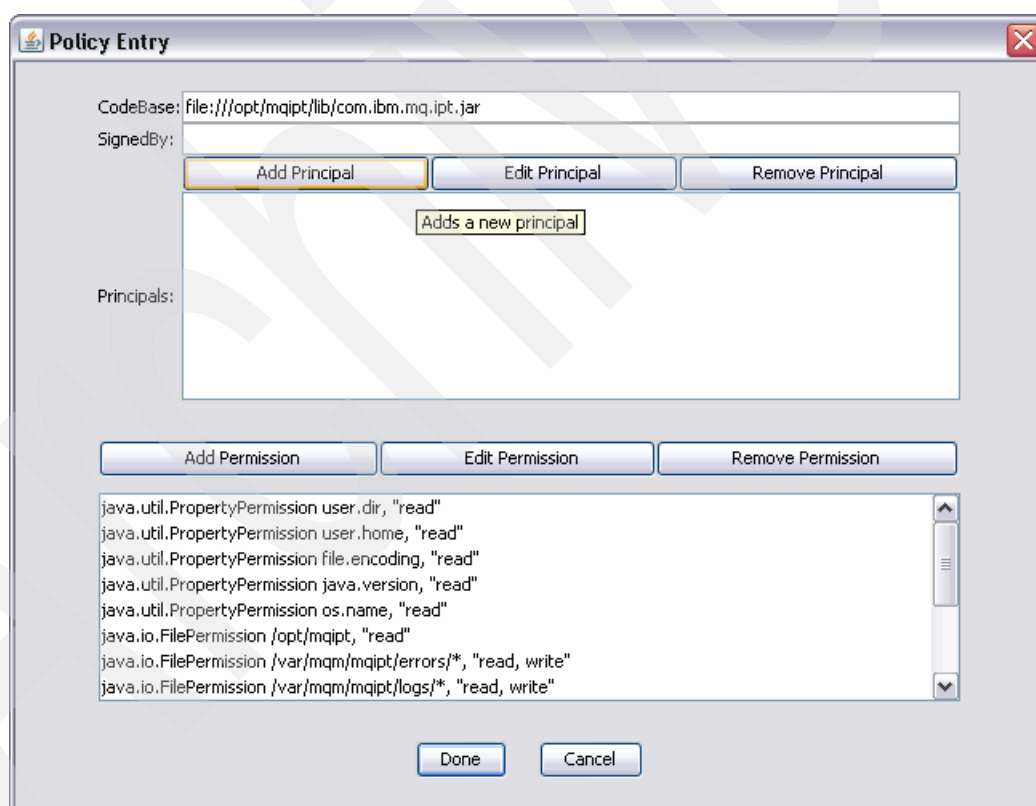 Policy Entry
CodeBase: file:///opt/mqipt/lib/com.ibm.mq.ipt.jar
SignedBy:
Add Principal Edit Principal Remove Principal
Adds a new principal
Principals:
Add Permission Edit Permission Remove Permission
java.util.PropertyPermission user.dir, "read"
java.util.PropertyPermission user.home, "read"
java.util.PropertyPermission file.encoding, "read"
java.util.PropertyPermission java.version, "read"
java.util.PropertyPermission os.name, "read"
java.io.FilePermission /opt/mqipt, "read"
java.io.FilePermission /var/mqm/mqipt/errors/*, "read, write"
java.io.FilePermission /var/mqm/mqipt/logs/*, "read, write"
Done Cancel